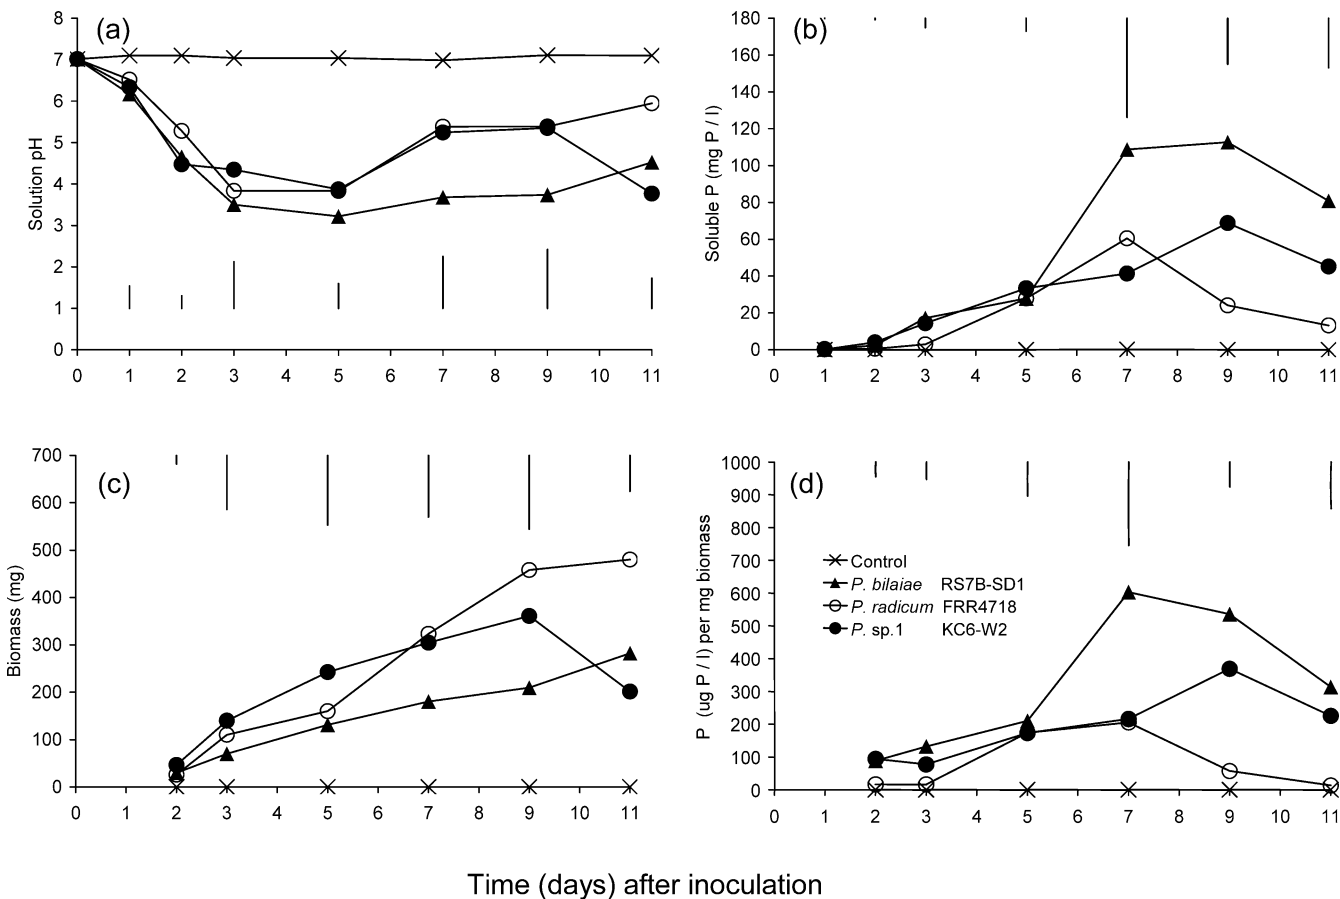 (a)
8
7
6
5
4
3
2
1
0
Solution pH
0 1 2 3 4 5 6 7 8 9 10 11
(b)
180
160
140
120
100
80
60
40
20
0
Soluble P (mg P / l)
0 1 2 3 4 5 6 7 8 9 10 11
(c)
700
600
500
400
300
200
100
0
Biomass (mg)
0 1 2 3 4 5 6 7 8 9 10 11
(d)
1000
900
800
700
600
500
400
300
200
100
0
P (ug P / l) per mg biomass
Control
P. bilaiae RS7B-SD1
P. radicum FRR4718
P. sp.1 KC6-W2
0 1 2 3 4 5 6 7 8 9 10 11
Time (days) after inoculation